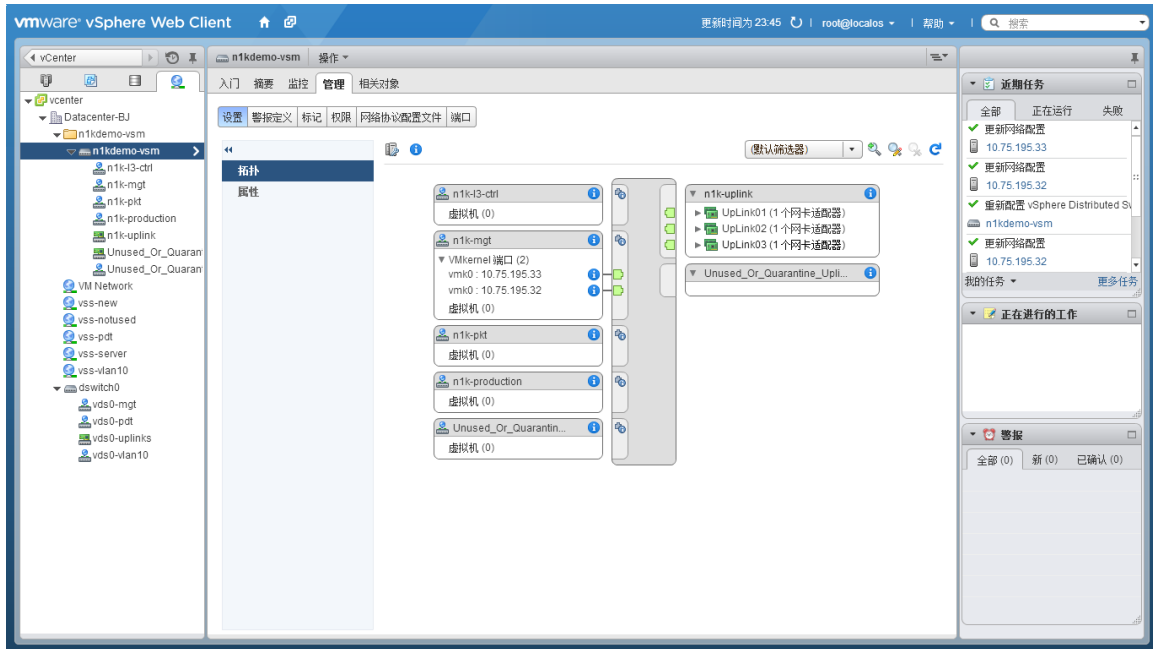 vmware® vSphere Web Client
更新时间为 23:45 | root@localos | 帮助 | 搜索
vCenter
vcenter
Datacenter-BJ
n1kdemo-vsm
n1kdemo-vsm
n1k-l3-ctrl
n1k-mgt
n1k-pkt
n1k-production
n1k-uplink
Unused_Or_Quaran
Unused_Or_Quaran
VM Network
vss-new
vss-notused
vss-pdt
vss-server
vss-vlan10
dswitch0
vds0-mgt
vds0-pdt
vds0-uplinks
vds0-vlan10
n1kdemo-vsm 操作
入门 摘要 监控 管理 相关对象
设置 警报定义 标记 权限 网络协议配置文件 端口
拓扑
属性
(默认筛选器)
n1k-l3-ctrl
虚拟机 (0)
n1k-mgt
VMkernel 端口 (2)
vmk0 : 10.75.195.33
vmk0 : 10.75.195.32
虚拟机 (0)
n1k-pkt
虚拟机 (0)
n1k-production
虚拟机 (0)
Unused_Or_Quarantin...
虚拟机 (0)
n1k-uplink
UpLink01 (1 个网卡适配器)
UpLink02 (1 个网卡适配器)
UpLink03 (1 个网卡适配器)
Unused_Or_Quarantine_Upli...
近期任务
全部 正在运行 失败
更新网络配置
10.75.195.33
更新网络配置
10.75.195.32
重新配置 vSphere Distributed Sv
n1kdemo-vsm
更新网络配置
10.75.195.32
我的任务 更多任务
正在进行的工作
警报
全部 (0) 新 (0) 已确认 (0)